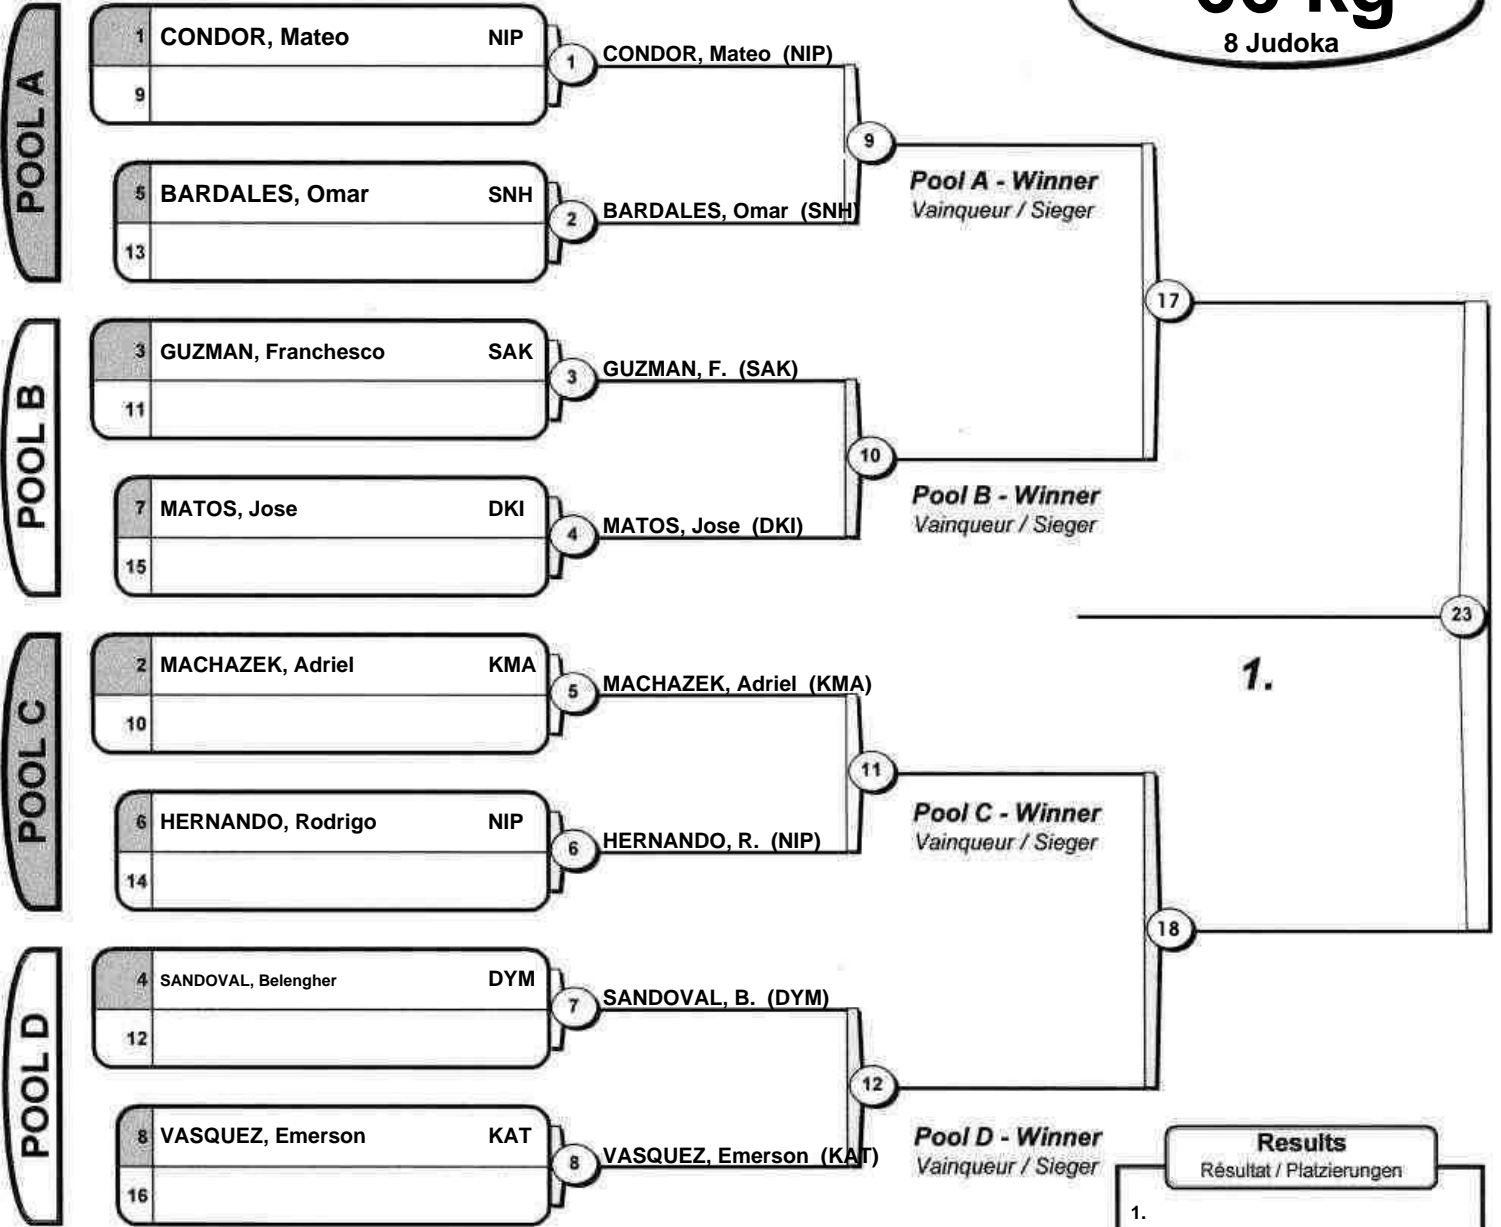 kg
8 Judoka
POOL A
1 CONDOR, Mateo NIP
9
1
CONDOR, Mateo (NIP)
5 BARDALES, Omar SNH
13
2
BARDALES, Omar (SNH)
9
Pool A - Winner
Vainqueur / Sieger
POOL B
3 GUZMAN, Franchesco SAK
11
3
GUZMAN, F. (SAK)
7 MATOS, Jose DKI
15
4
MATOS, Jose (DKI)
10
Pool B - Winner
Vainqueur / Sieger
17
POOL C
2 MACHAZEK, Adriel KMA
10
5
MACHAZEK, Adriel (KMA)
6 HERNANDO, Rodrigo NIP
14
6
HERNANDO, R. (NIP)
11
Pool C - Winner
Vainqueur / Sieger
POOL D
4 SANDOVAL, Belengher DYM
12
7
SANDOVAL, B. (DYM)
8 VASQUEZ, Emerson KAT
16
8
VASQUEZ, Emerson (KAT)
12
Pool D - Winner
Vainqueur / Sieger
18
23
1.
Results
Résultat / Platzierungen
1.